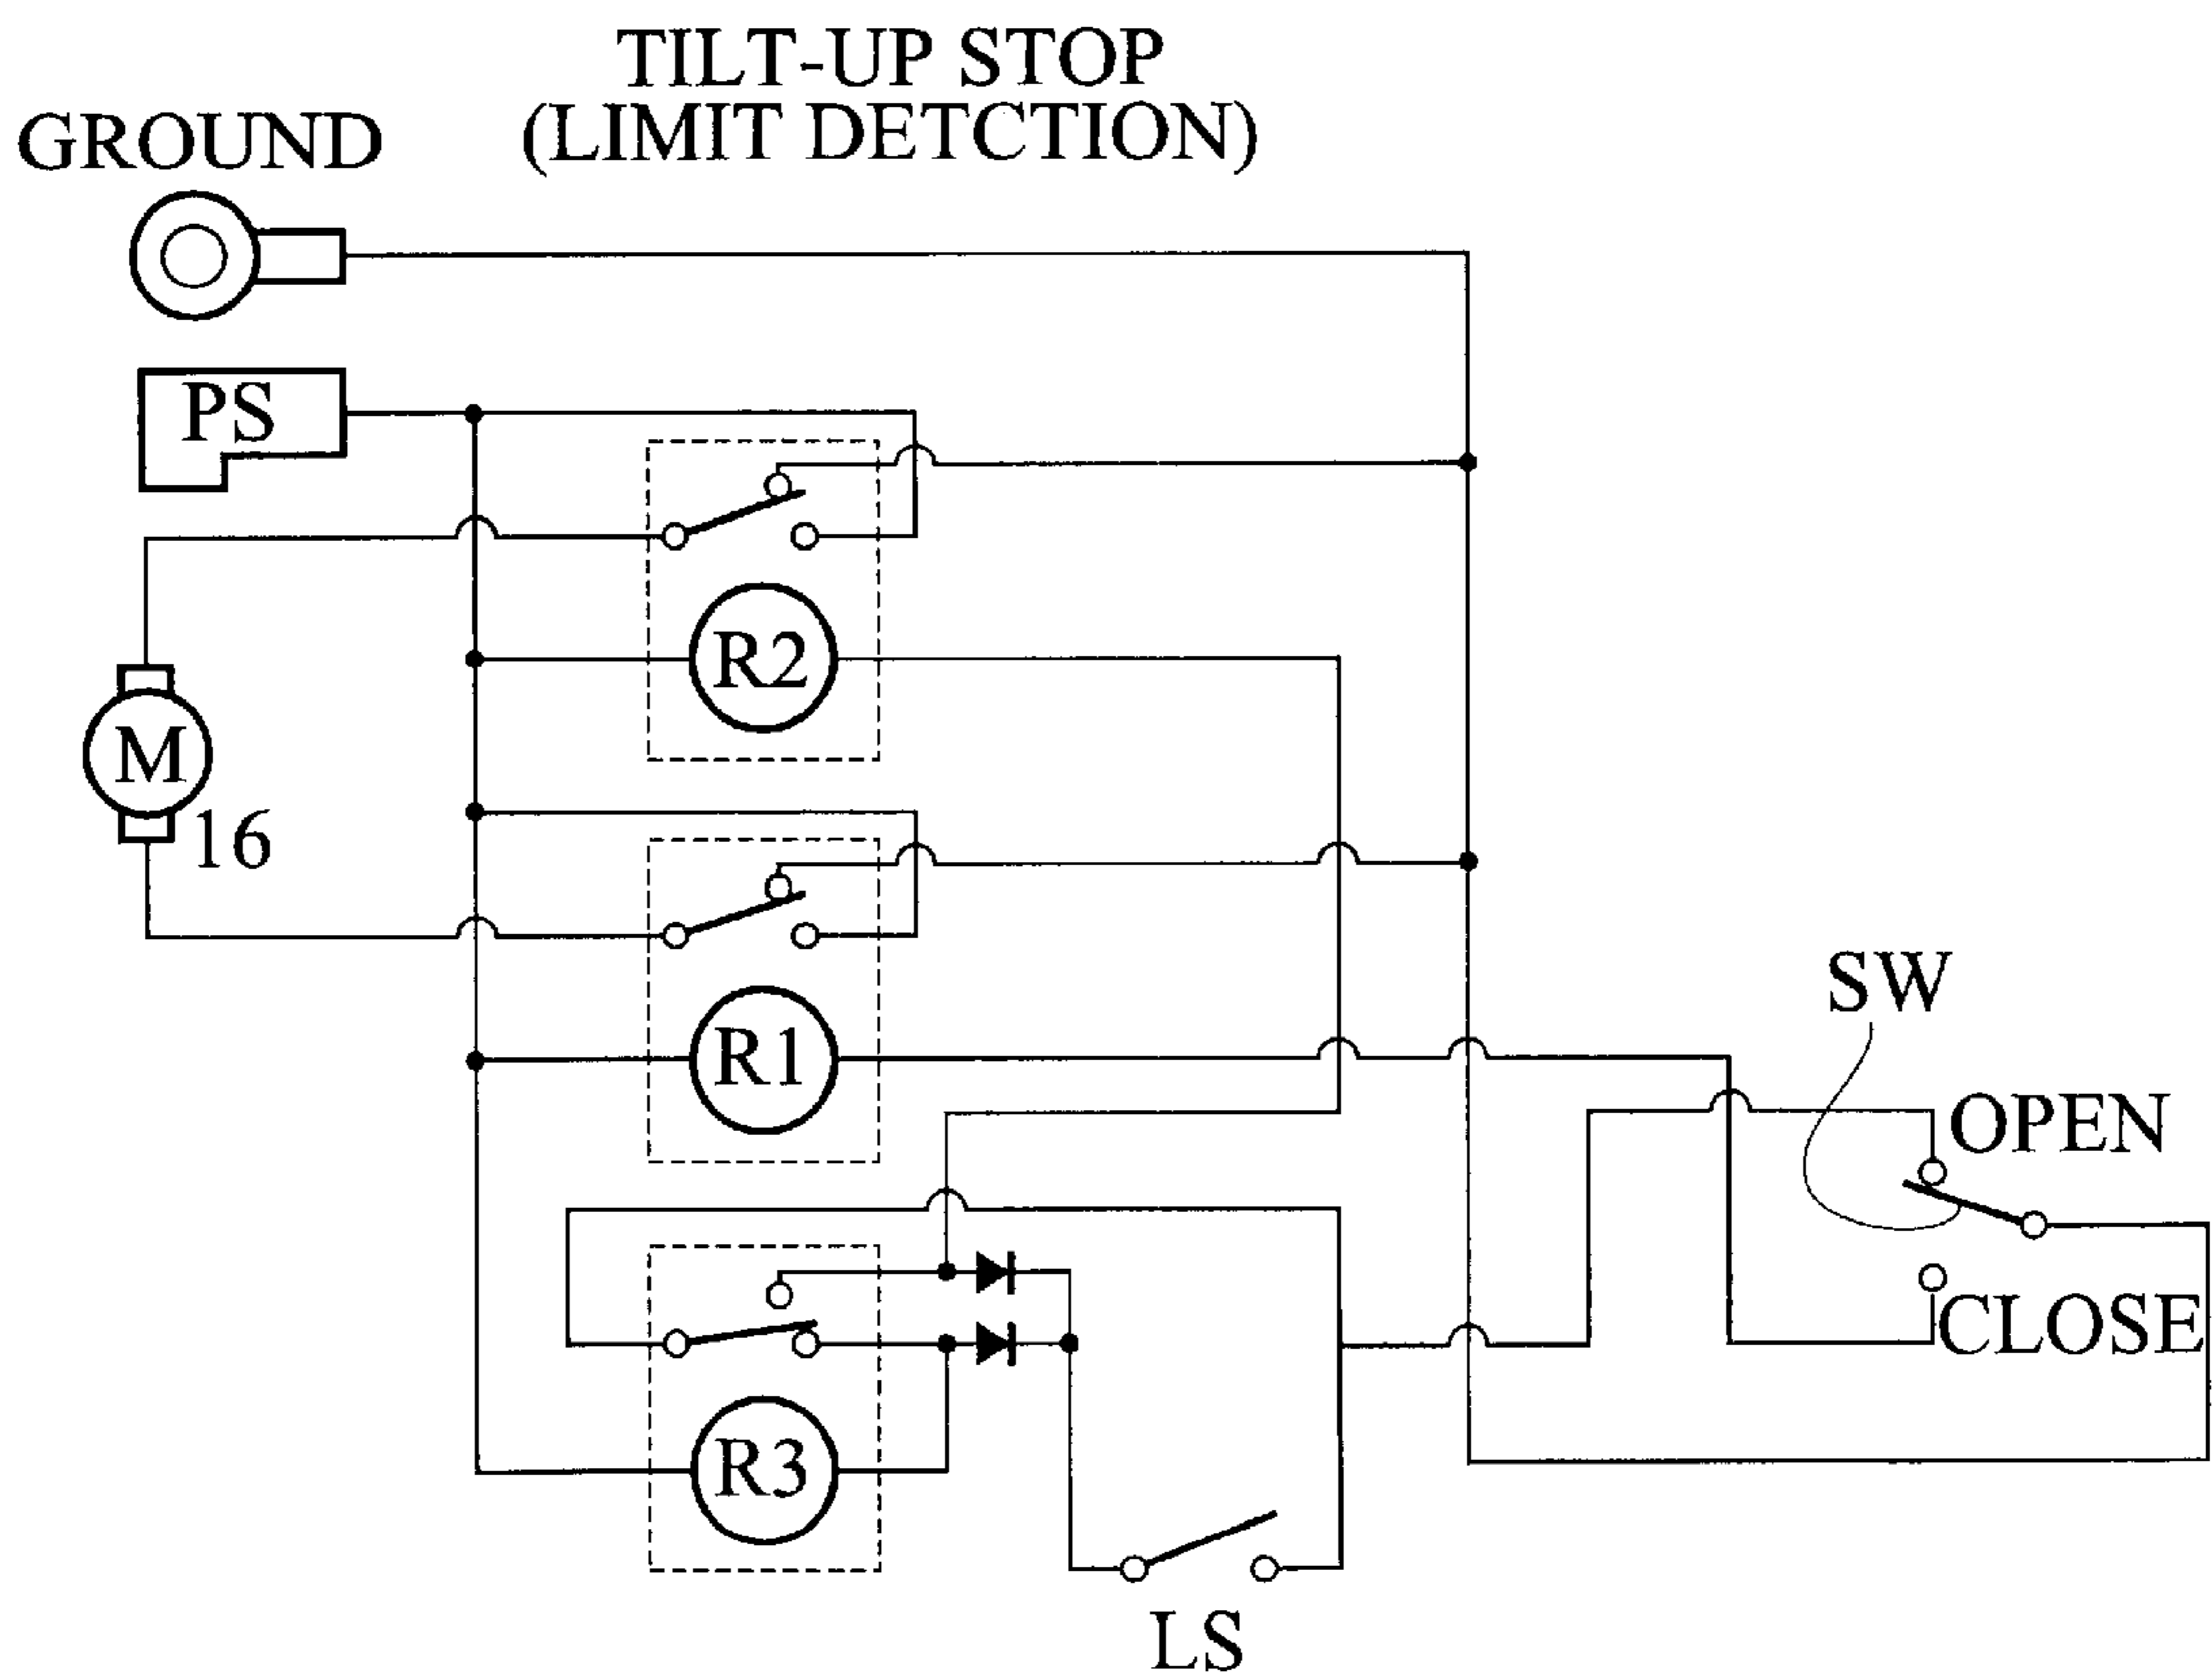 TILT-UP STOP
(LIMIT DETCTION)
GROUND
PS
R2
M
16
R1
SW
OPEN
CLOSE
R3
LS